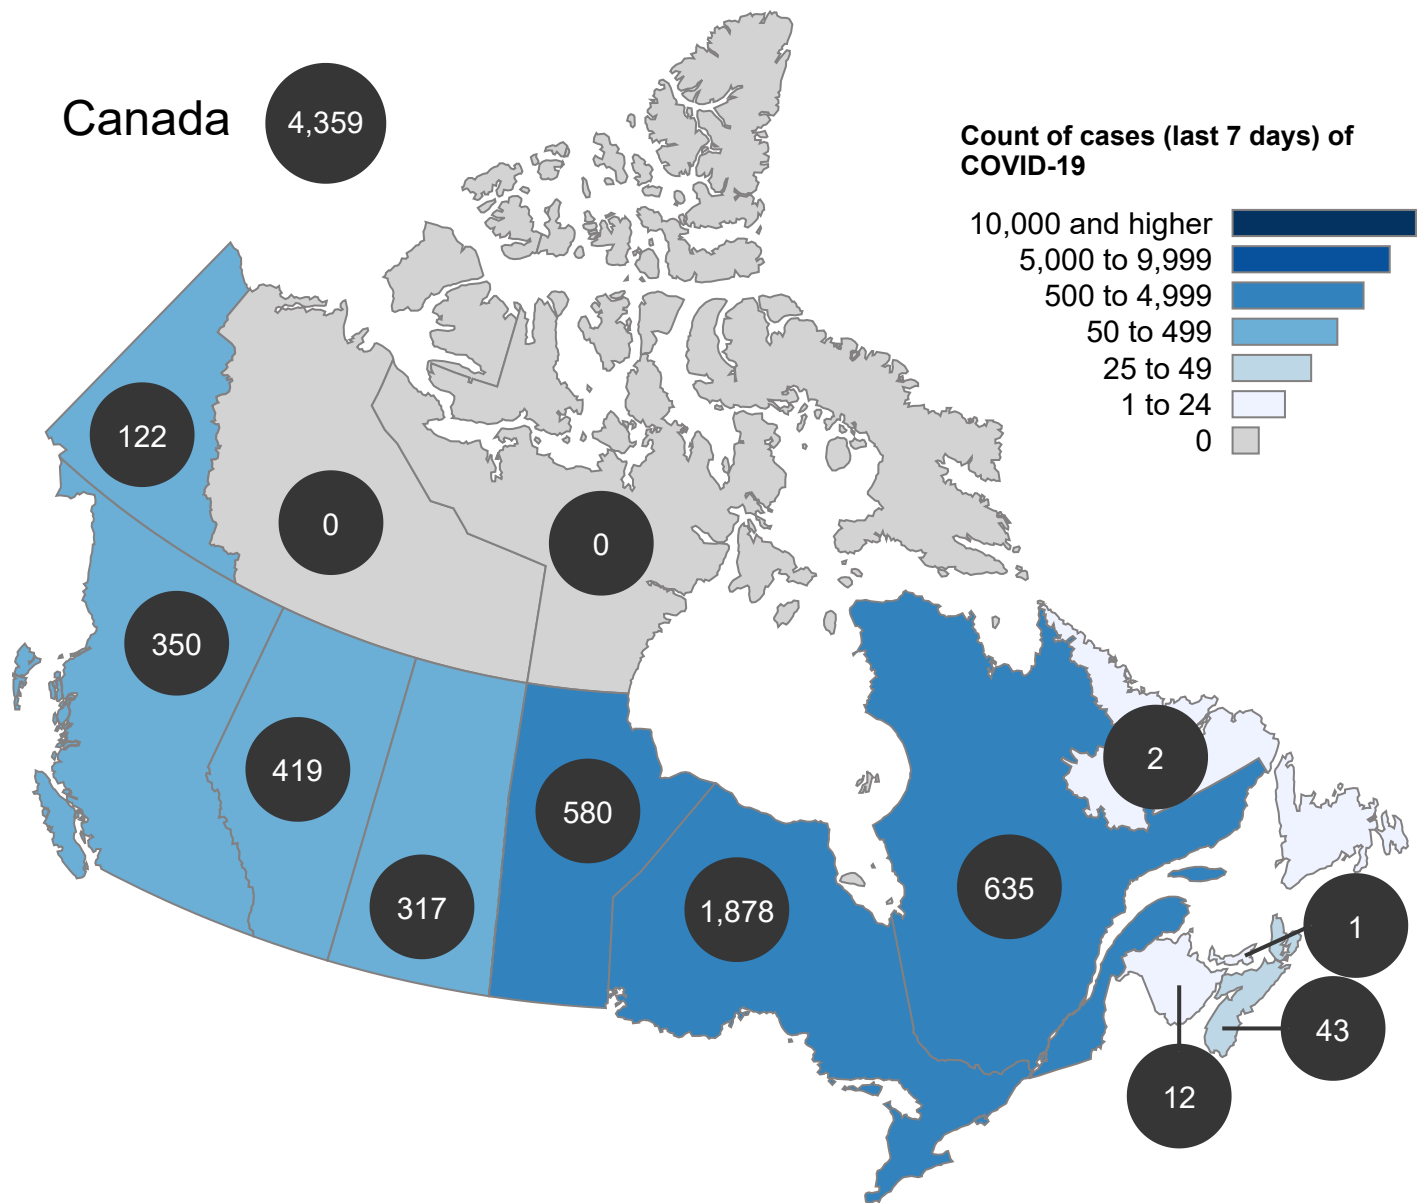 Canada 4,359
Count of cases (last 7 days) of
COVID-19
10,000 and higher
5,000 to 9,999
500 to 4,999
50 to 499
25 to 49
1 to 24
0
122
0
0
350
419
317
580
1,878
635
2
1
43
12